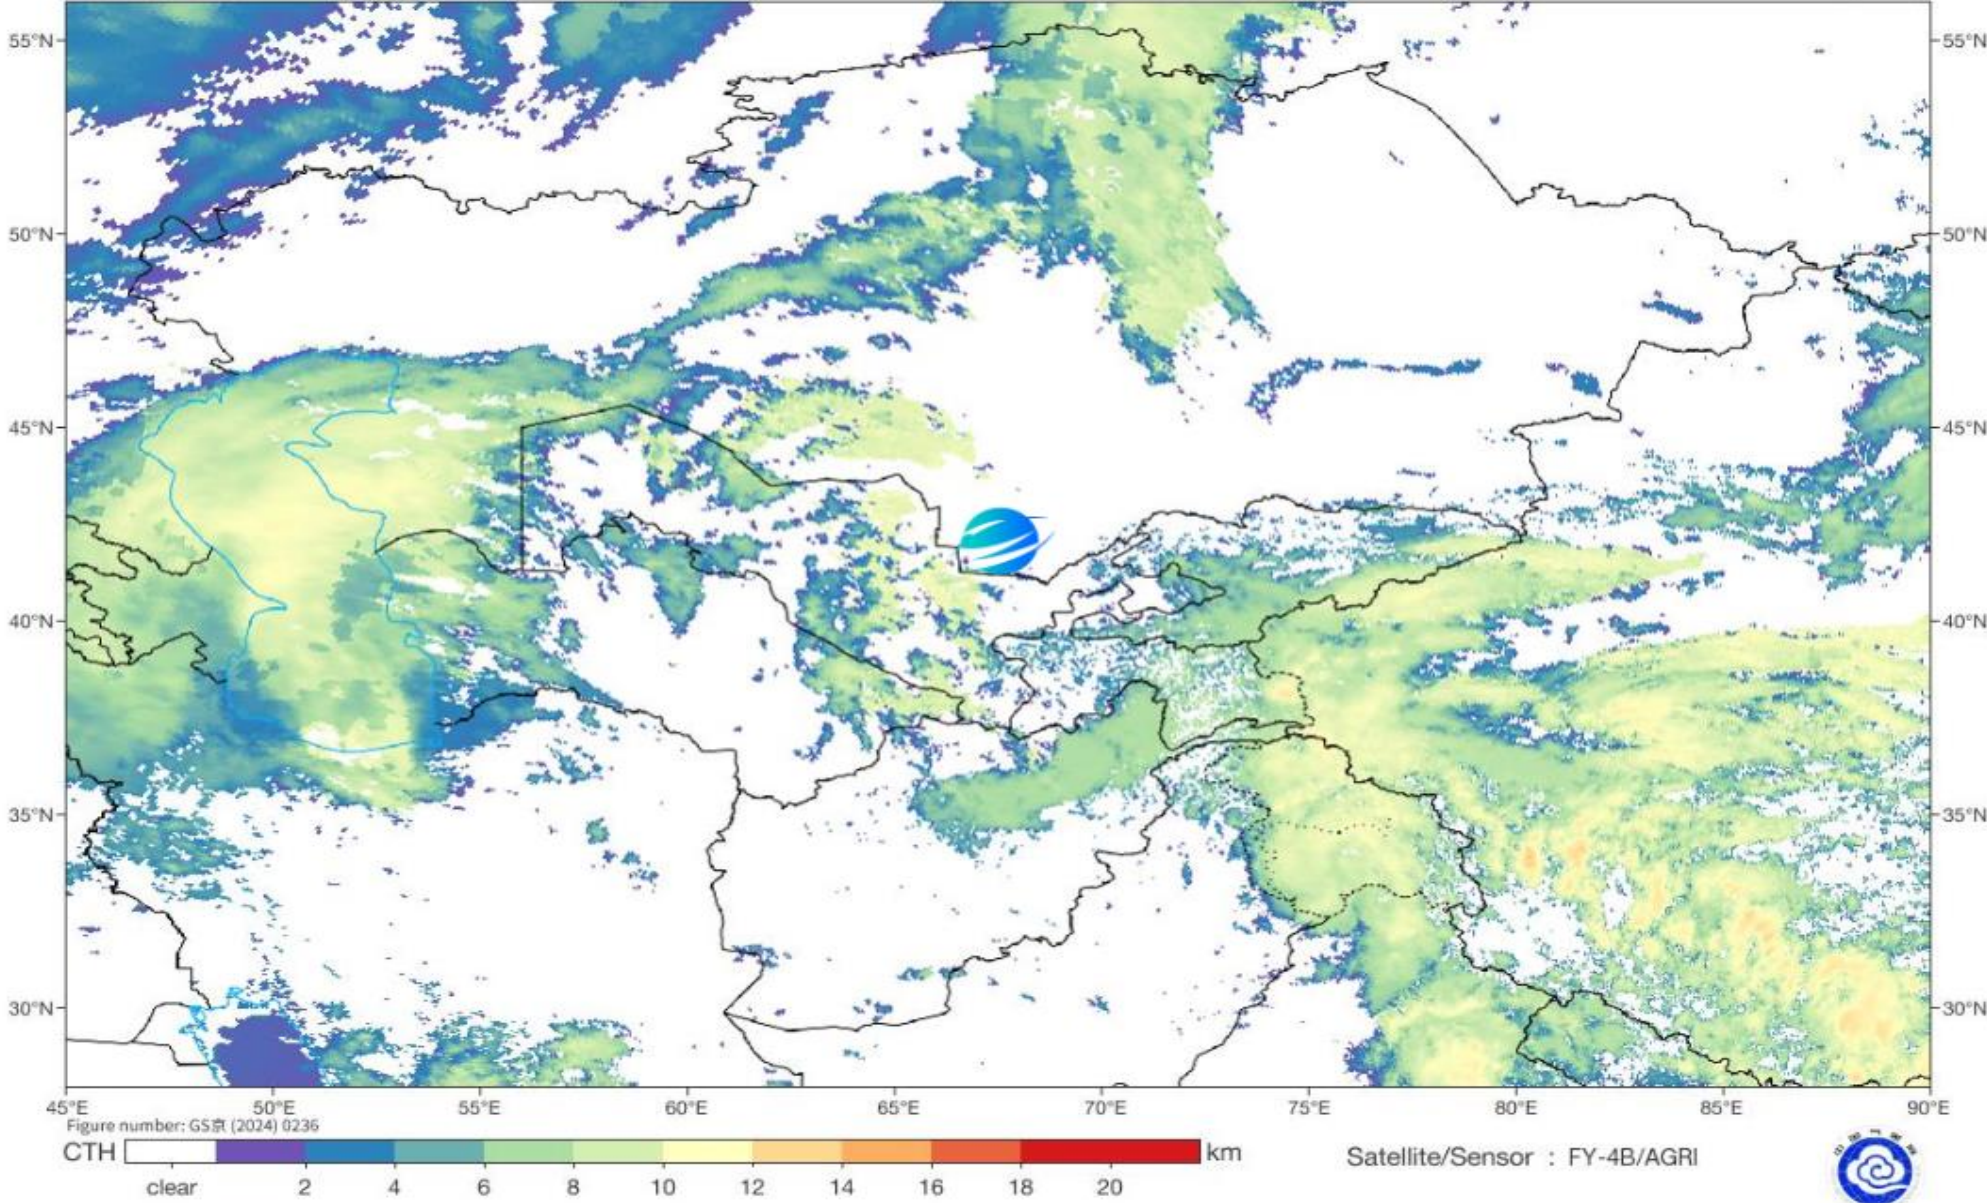 55°N 55°N
50°N 50°N
45°N 45°N
40°N 40°N
35°N 35°N
30°N 30°N
45°E 50°E 55°E 60°E 65°E 70°E 75°E 80°E 85°E 90°E
Figure number: GS京 (2024) 0236
CTH km
Satellite/Sensor : FY-4B/AGRI
clear 2 4 6 8 10 12 14 16 18 20